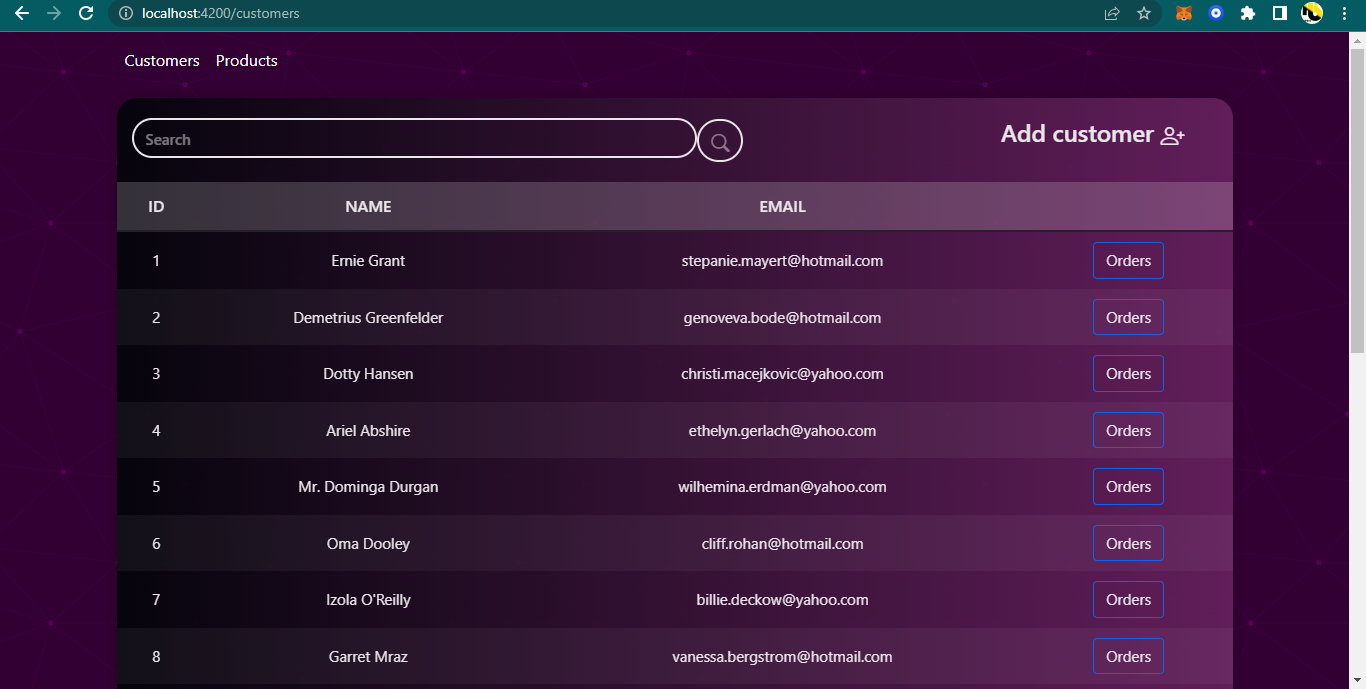 localhost:4200/customers
Customers Products
Search Add customer
ID NAME EMAIL
1 Ernie Grant stepanie.mayert@hotmail.com Orders
2 Demetrius Greenfelder genoveva.bode@hotmail.com Orders
3 Dotty Hansen christi.macejkovic@yahoo.com Orders
4 Ariel Abshire ethelyn.gerlach@yahoo.com Orders
5 Mr. Dominga Durgan wilhemina.erdman@yahoo.com Orders
6 Oma Dooley cliff.rohan@hotmail.com Orders
7 Izola O'Reilly billie.deckow@yahoo.com Orders
8 Garret Mraz vanessa.bergstrom@hotmail.com Orders